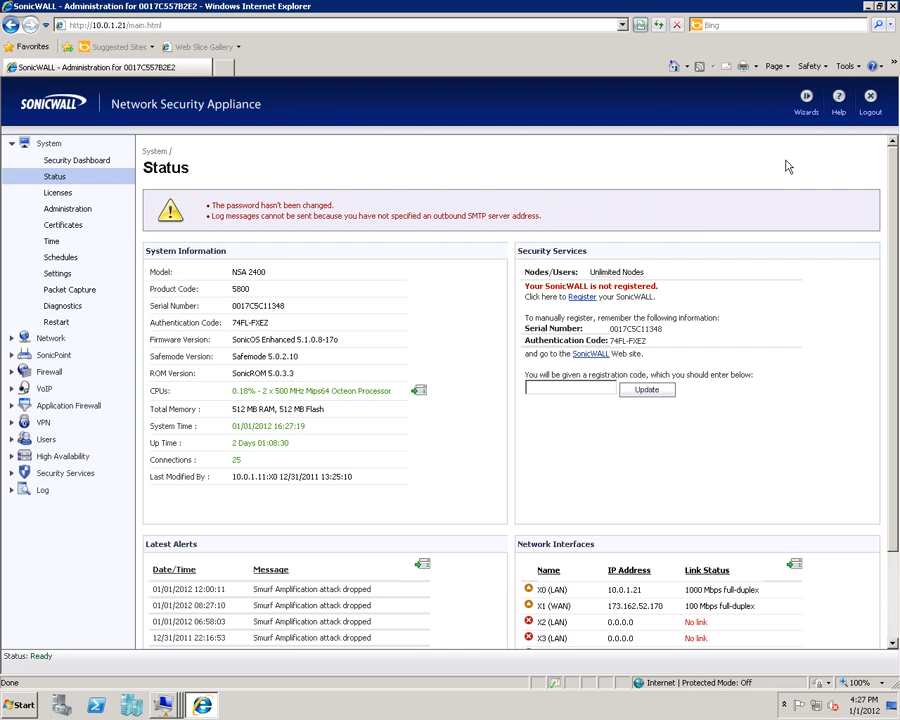 SonicWALL - Administration for 0017C557B2E2 - Windows Internet Explorer
http://10.0.1.21/main.html
Bing
Favorites
Suggested Sites
Web Slice Gallery
SonicWALL - Administration for 0017C557B2E2
Page
Safety
Tools
SONICWALL
Network Security Appliance
Wizards
Help
Logout
System
Security Dashboard
Status
Licenses
Administration
Certificates
Time
Schedules
Settings
Packet Capture
Diagnostics
Restart
Network
SonicPoint
Firewall
VoIP
Application Firewall
VPN
Users
High Availability
Security Services
Log
System /
Status
• The password hasn't been changed.
• Log messages cannot be sent because you have not specified an outbound SMTP server address.
System Information
Model: NSA 2400
Product Code: 5800
Serial Number: 0017C5C11348
Authentication Code: 74FL-FXEZ
Firmware Version: SonicOS Enhanced 5.1.0.8-17o
Safemode Version: Safemode 5.0.2.10
ROM Version: SonicROM 5.0.3.3
CPUs: 0.18% - 2 x 500 MHz Mips64 Octeon Processor
Total Memory : 512 MB RAM, 512 MB Flash
System Time : 01/01/2012 16:27:19
Up Time : 2 Days 01:08:30
Connections : 25
Last Modified By : 10.0.1.11:X0 12/31/2011 13:25:10
Security Services
Nodes/Users: Unlimited Nodes
Your SonicWALL is not registered.
Click here to Register your SonicWALL.
To manually register, remember the following information:
Serial Number: 0017C5C11348
Authentication Code: 74FL-FXEZ
and go to the SonicWALL Web site.
You will be given a registration code, which you should enter below:
Update
Latest Alerts
Date/Time Message
01/01/2012 12:00:11 Smurf Amplification attack dropped
01/01/2012 08:27:10 Smurf Amplification attack dropped
01/01/2012 06:58:03 Smurf Amplification attack dropped
12/31/2011 22:16:53 Smurf Amplification attack dropped
Network Interfaces
Name IP Address Link Status
X0 (LAN) 10.0.1.21 1000 Mbps full-duplex
X1 (WAN) 173.162.52.170 100 Mbps full-duplex
X2 (LAN) 0.0.0.0 No link
X3 (LAN) 0.0.0.0 No link
Status: Ready
Done
Internet | Protected Mode: Off
100%
Start
4:27 PM
1/1/2012